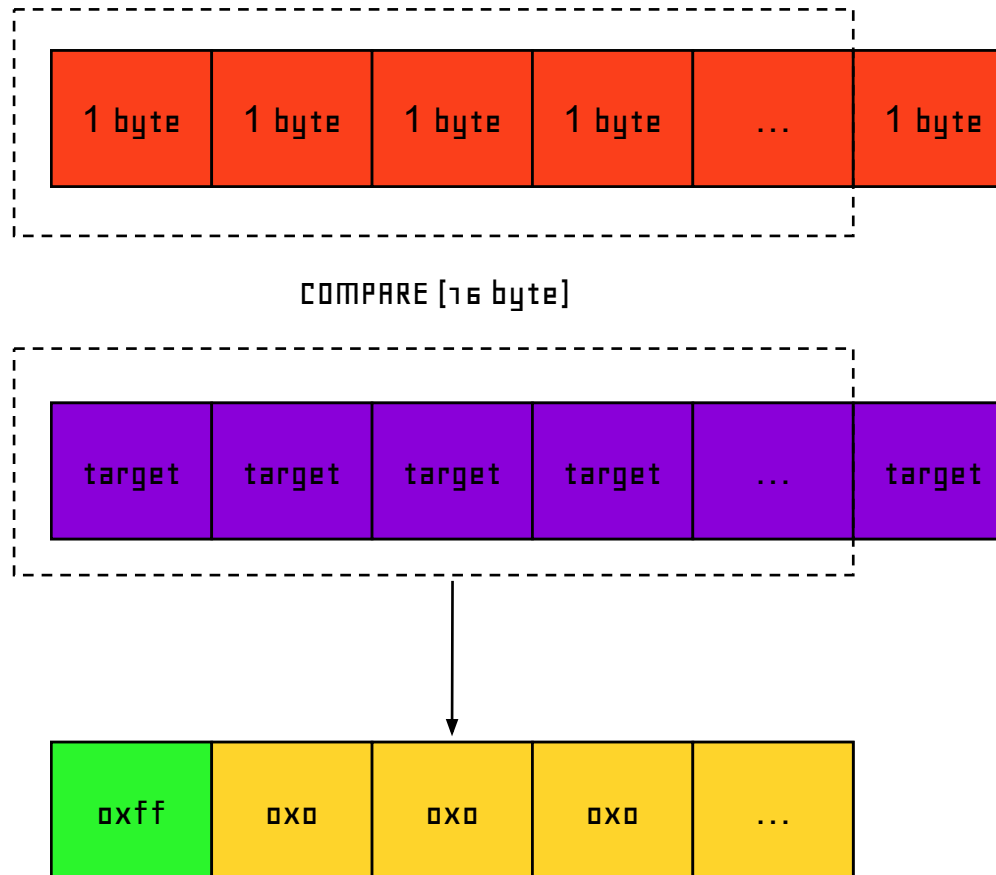 1 byte 1 byte 1 byte 1 byte ... 1 byte
COMPARE [16 byte]
target target target target ... target
0xff 0x0 0x0 0x0 ...